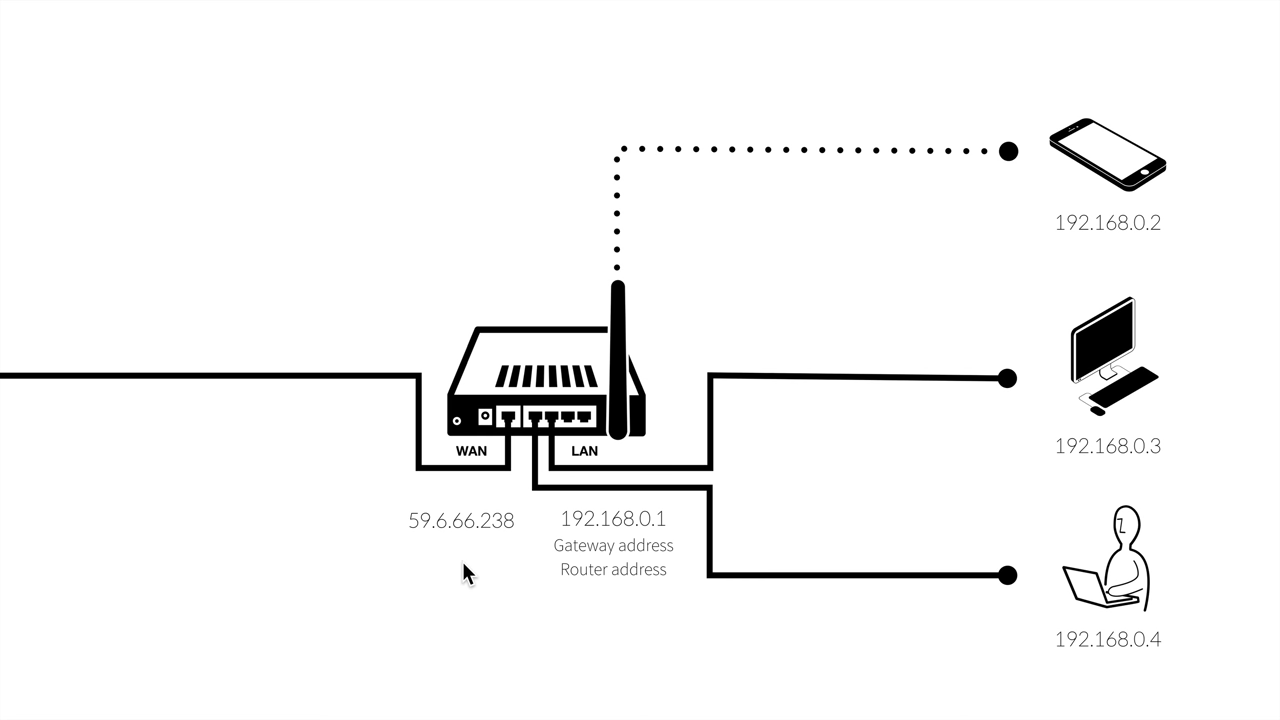 192.168.0.2
192.168.0.3
WAN
LAN
59.6.66.238
192.168.0.1
Gateway address
Router address
192.168.0.4